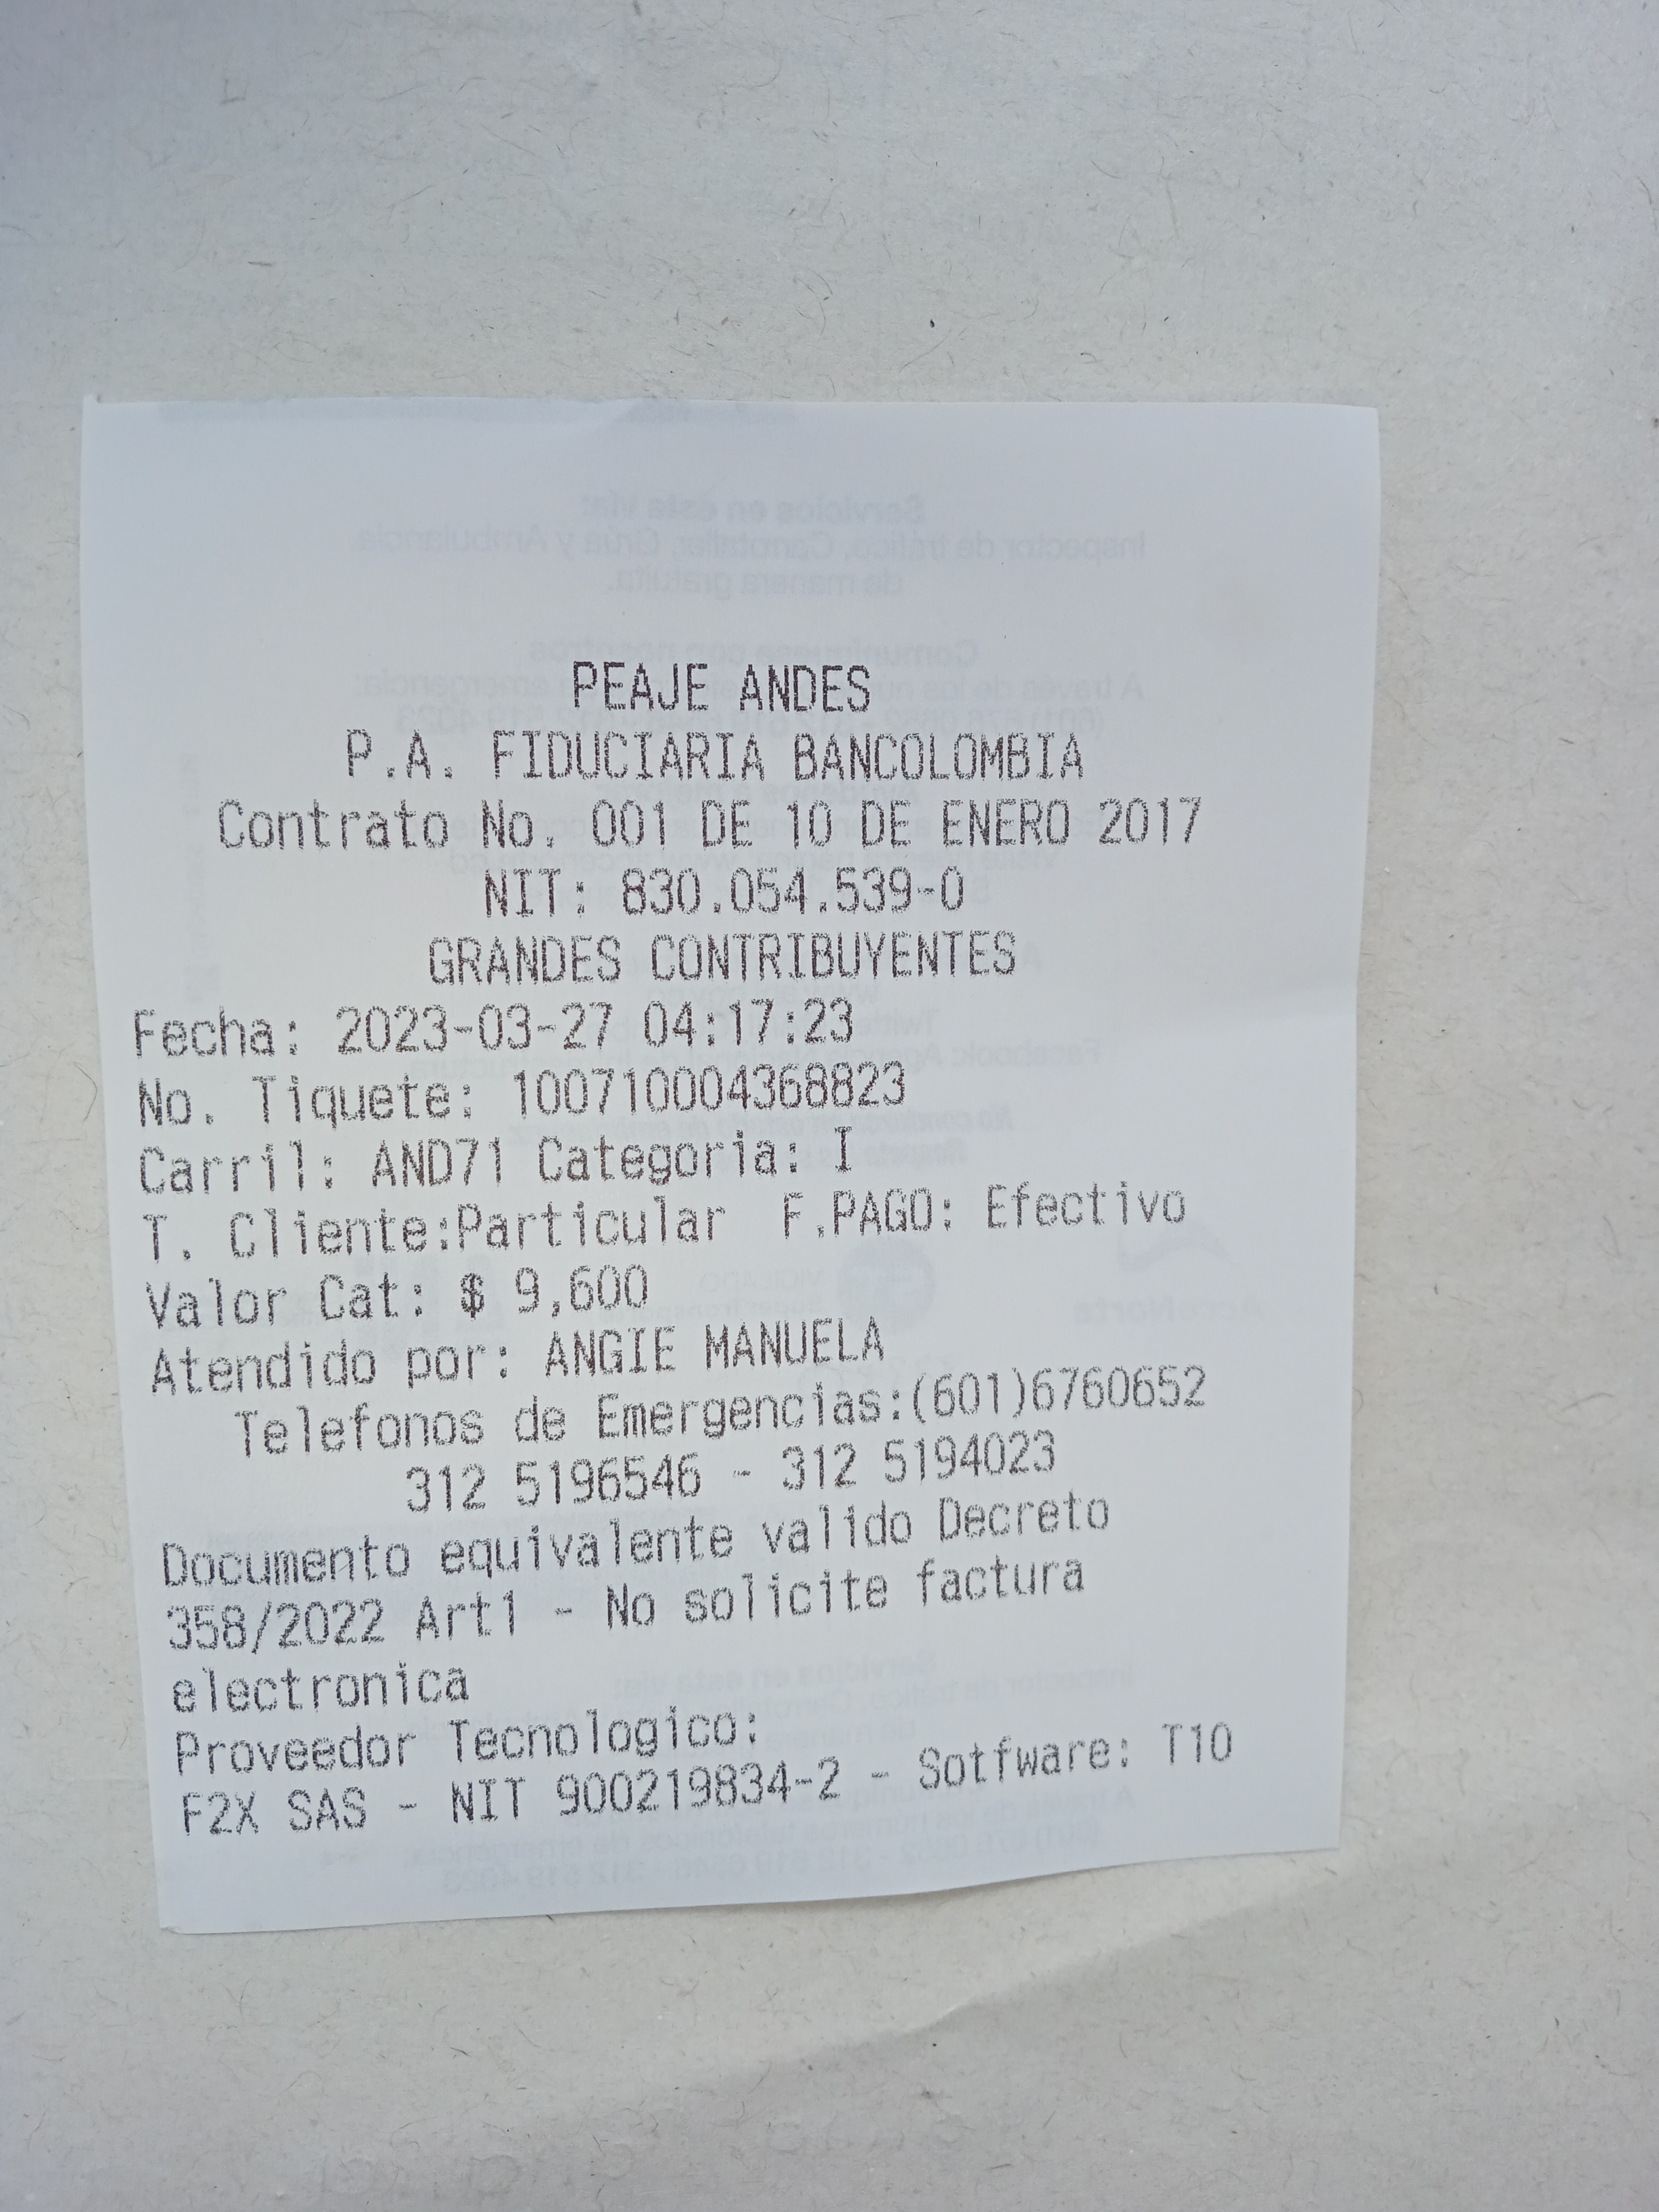 PEAJE ANDES
P.A. FIDUCIARIA BANCOLOMBIA
Contrato No. 001 DE 10 DE ENERO 2017
NIT: 830.054.539-0
GRANDES CONTRIBUYENTES
Fecha: 2023-03-27 04:17:23
No. Tiquete: 100710004368823
Carril: AND71 Categoria: I
T. Cliente:Particular F.PAGO: Efectivo
Valor Cat: $ 9,600
Atendido por: ANGIE MANUELA
Telefonos de Emergencias:(601)6760652
312 5196546 - 312 5194023
Documento equivalente valido Decreto
358/2022 Art1 - No solicite factura
electronica
Proveedor Tecnologico:
F2X SAS - NIT 900219834-2 - Sotfware: T10